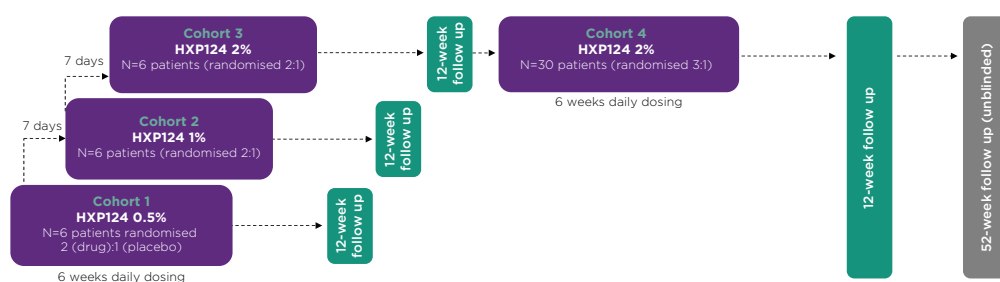 Cohort 3
HXP124 2%
N=6 patients (randomised 2:1)
12-week
follow up
Cohort 4
HXP124 2%
N=30 patients (randomised 3:1)
6 weeks daily dosing
7 days
Cohort 2
HXP124 1%
N=6 patients (randomised 2:1)
12-week
follow up
7 days
Cohort 1
HXP124 0.5%
N=6 patients randomised
2 (drug):1 (placebo)
6 weeks daily dosing
12-week
follow up
12-week follow up
52-week follow up (unblinded)